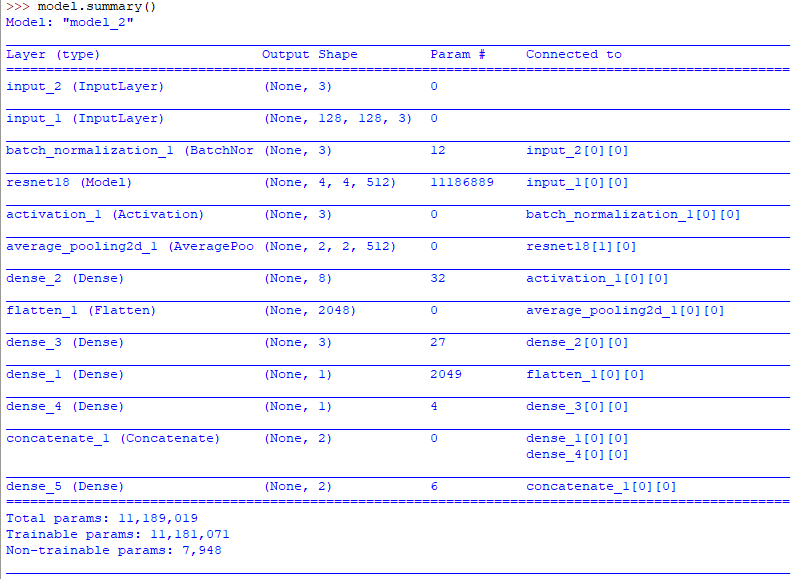 >>> model.summary()
Model: "model_2"
Layer (type) Output Shape Param # Connected to
input_2 (InputLayer) (None, 3) 0
input_1 (InputLayer) (None, 128, 128, 3) 0
batch_normalization_1 (BatchNor (None, 3) 12 input_2[0][0]
resnet18 (Model) (None, 4, 4, 512) 11186889 input_1[0][0]
activation_1 (Activation) (None, 3) 0 batch_normalization_1[0][0]
average_pooling2d_1 (AveragePoo (None, 2, 2, 512) 0 resnet18[1][0]
dense_2 (Dense) (None, 8) 32 activation_1[0][0]
flatten_1 (Flatten) (None, 2048) 0 average_pooling2d_1[0][0]
dense_3 (Dense) (None, 3) 27 dense_2[0][0]
dense_1 (Dense) (None, 1) 2049 flatten_1[0][0]
dense_4 (Dense) (None, 1) 4 dense_3[0][0]
concatenate_1 (Concatenate) (None, 2) 0 dense_1[0][0]
dense_4[0][0]
dense_5 (Dense) (None, 2) 6 concatenate_1[0][0]
Total params: 11,189,019
Trainable params: 11,181,071
Non-trainable params: 7,948